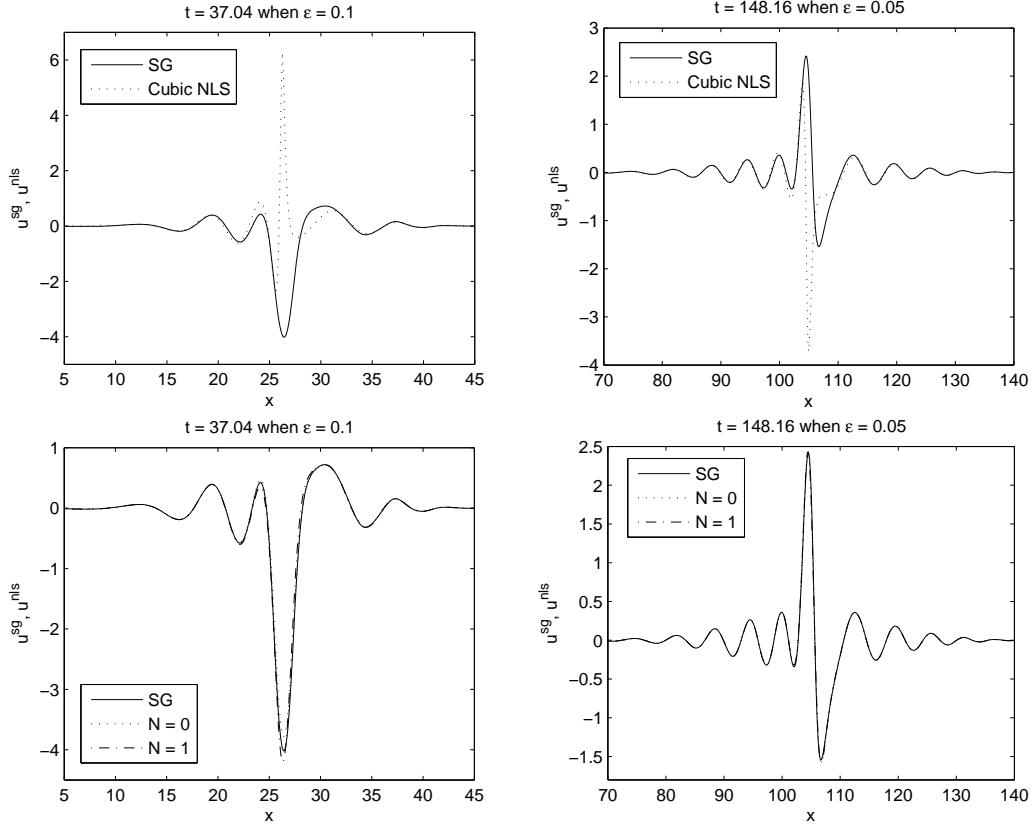 t = 37.04 when ε = 0.1
SG
Cubic NLS
6
4
2
0
−2
−4
5
10
15
20
25
30
35
40
45
x
u^sg, u^nls
t = 148.16 when ε = 0.05
SG
Cubic NLS
3
2
1
0
−1
−2
−3
−4
70
80
90
100
110
120
130
140
x
u^sg, u^nls
t = 37.04 when ε = 0.1
1
0
−1
−2
−3
−4
SG
N = 0
N = 1
5
10
15
20
25
30
35
40
45
x
u^sg, u^nls
t = 148.16 when ε = 0.05
SG
N = 0
N = 1
2.5
2
1.5
1
0.5
0
−0.5
−1
−1.5
70
80
90
100
110
120
130
140
x
u^sg, u^nls